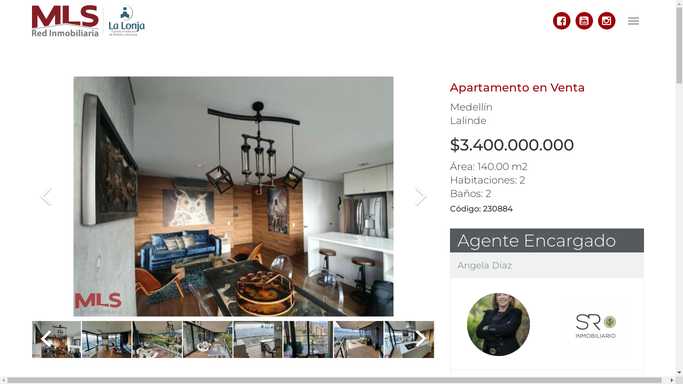 MLS
Red Inmobiliaria
La Lonja
Apartamento en Venta
Medellín
Lalinde
$3.400.000.000
Área: 140.00 m2
Habitaciones: 2
Baños: 2
Código: 230884
MLS
Agente Encargado
Angela Diaz
SR
INMOBILIARIO